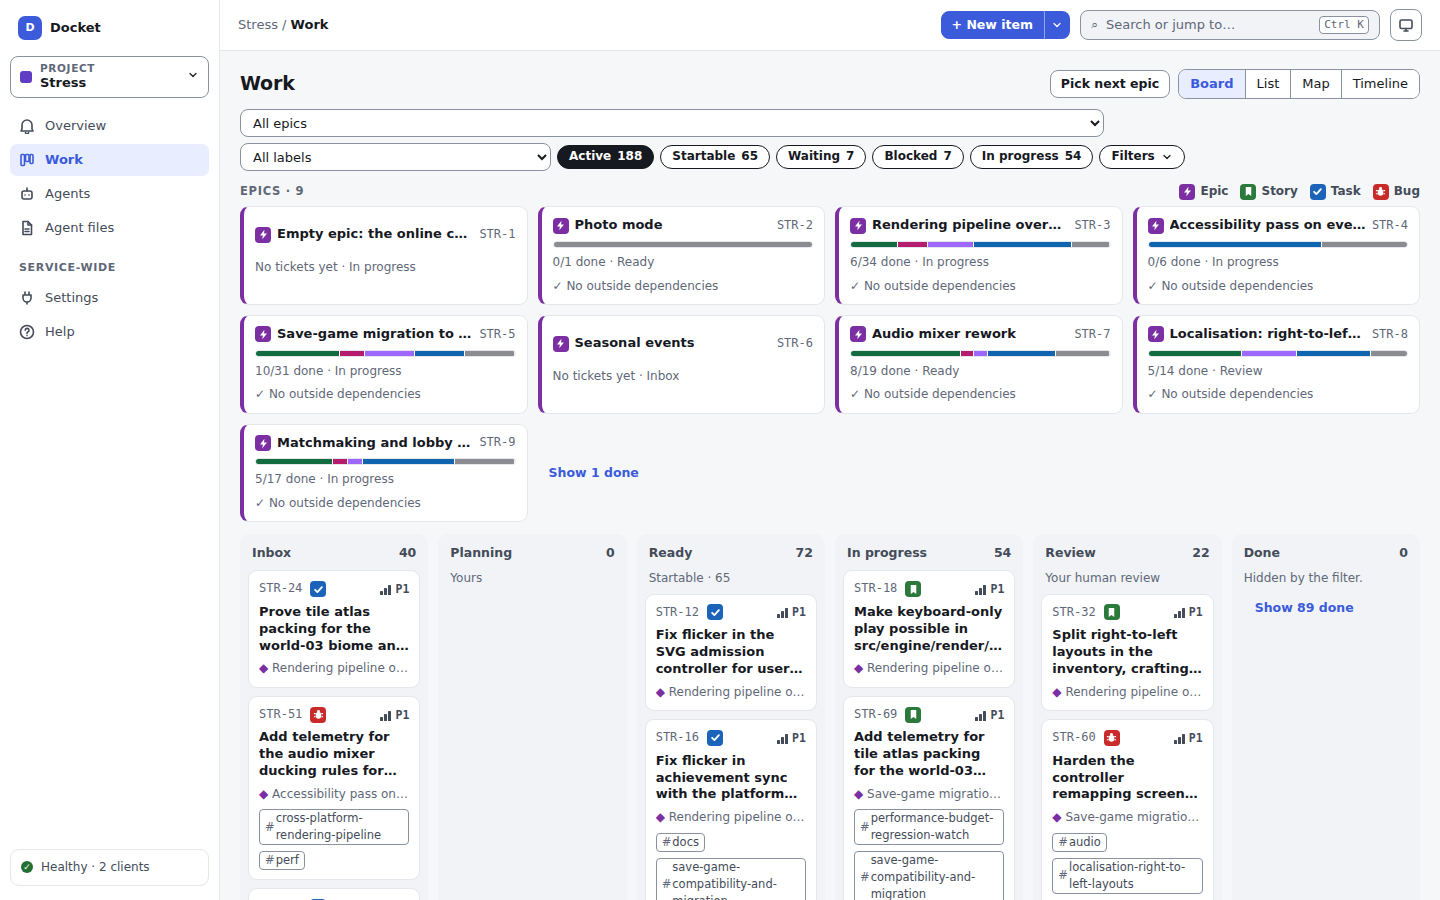 D Docket
PROJECT
Stress
Overview
Work
Agents
Agent files
SERVICE-WIDE
Settings
Help
Healthy · 2 clients
Stress / Work
+ New item
Search or jump to…
Ctrl K
Work
Pick next epic
Board
List
Map
Timeline
All epics
All labels
Active 188
Startable 65
Waiting 7
Blocked 7
In progress 54
Filters
EPICS · 9
Epic
Story
Task
Bug
Empty epic: the online c… STR-1
No tickets yet · In progress
Photo mode STR-2
0/1 done · Ready
✓ No outside dependencies
Rendering pipeline over… STR-3
6/34 done · In progress
✓ No outside dependencies
Accessibility pass on eve… STR-4
0/6 done · In progress
✓ No outside dependencies
Save-game migration to … STR-5
10/31 done · In progress
✓ No outside dependencies
Seasonal events STR-6
No tickets yet · Inbox
Audio mixer rework STR-7
8/19 done · Ready
✓ No outside dependencies
Localisation: right-to-lef… STR-8
5/14 done · Review
✓ No outside dependencies
Matchmaking and lobby … STR-9
5/17 done · In progress
✓ No outside dependencies
Show 1 done
Inbox 40
STR-24 P1
Prove tile atlas
packing for the
world-03 biome an…
Rendering pipeline o…
STR-51 P1
Add telemetry for
the audio mixer
ducking rules for…
Accessibility pass on…
#cross-platform-
rendering-pipeline
#perf
Planning 0
Yours
Ready 72
Startable · 65
STR-12 P1
Fix flicker in the
SVG admission
controller for user…
Rendering pipeline o…
STR-16 P1
Fix flicker in
achievement sync
with the platform…
Rendering pipeline o…
#docs
#save-game-
compatibility-and-
migration
In progress 54
STR-18 P1
Make keyboard-only
play possible in
src/engine/render/…
Rendering pipeline o…
STR-69 P1
Add telemetry for
tile atlas packing
for the world-03…
Save-game migratio…
#performance-budget-
regression-watch
#save-game-
compatibility-and-
migration
Review 22
Your human review
STR-32 P1
Split right-to-left
layouts in the
inventory, crafting…
Rendering pipeline o…
STR-60 P1
Harden the
controller
remapping screen…
Save-game migratio…
#audio
#localisation-right-to-
left-layouts
Done 0
Hidden by the filter.
Show 89 done